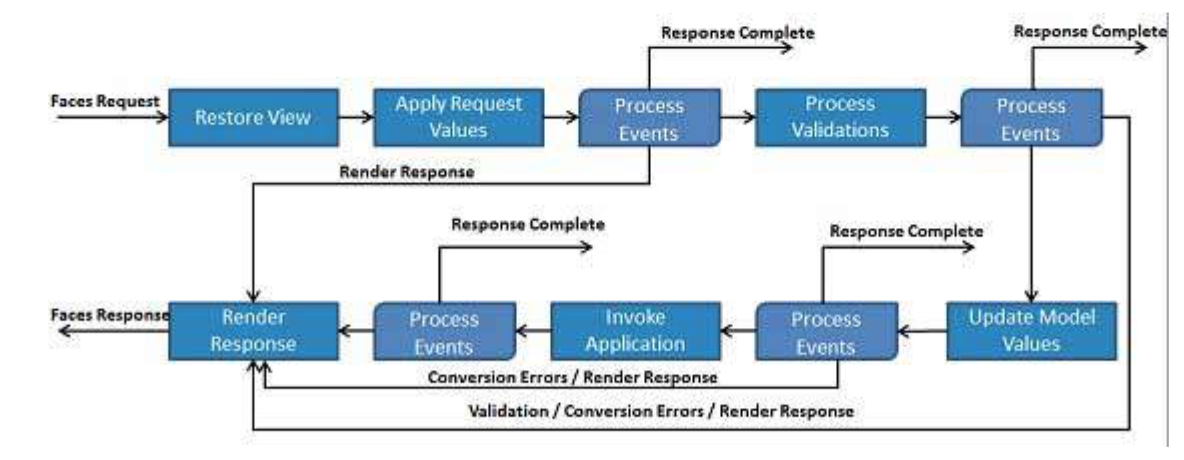 Response Complete
Response Complete
Faces Request
Restore View
Apply Request
Values
Process
Events
Process
Validations
Process
Events
Render Response
Response Complete
Response Complete
Faces Response
Render
Response
Process
Events
Invoke
Application
Process
Events
Update Model
Values
Conversion Errors / Render Response
Validation / Conversion Errors / Render Response